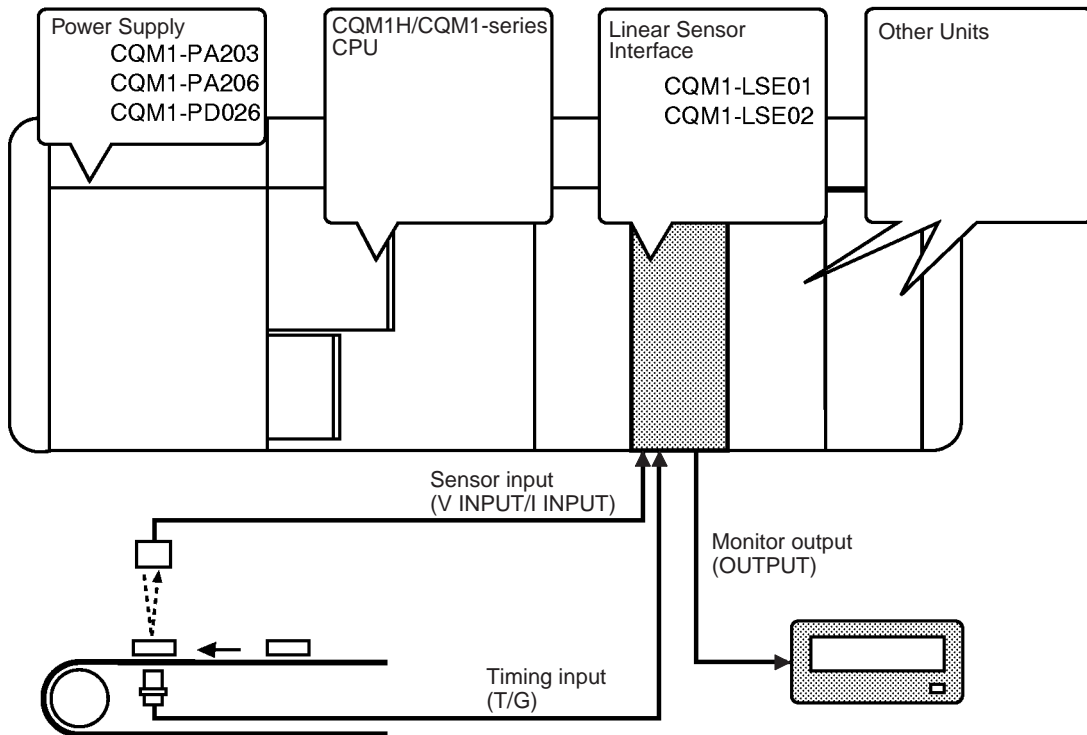 Power Supply
CQM1-PA203
CQM1-PA206
CQM1-PD026
CQM1H/CQM1-series
CPU
Linear Sensor
Interface
CQM1-LSE01
CQM1-LSE02
Other Units
Sensor input
(V INPUT/I INPUT)
Monitor output
(OUTPUT)
Timing input
(T/G)